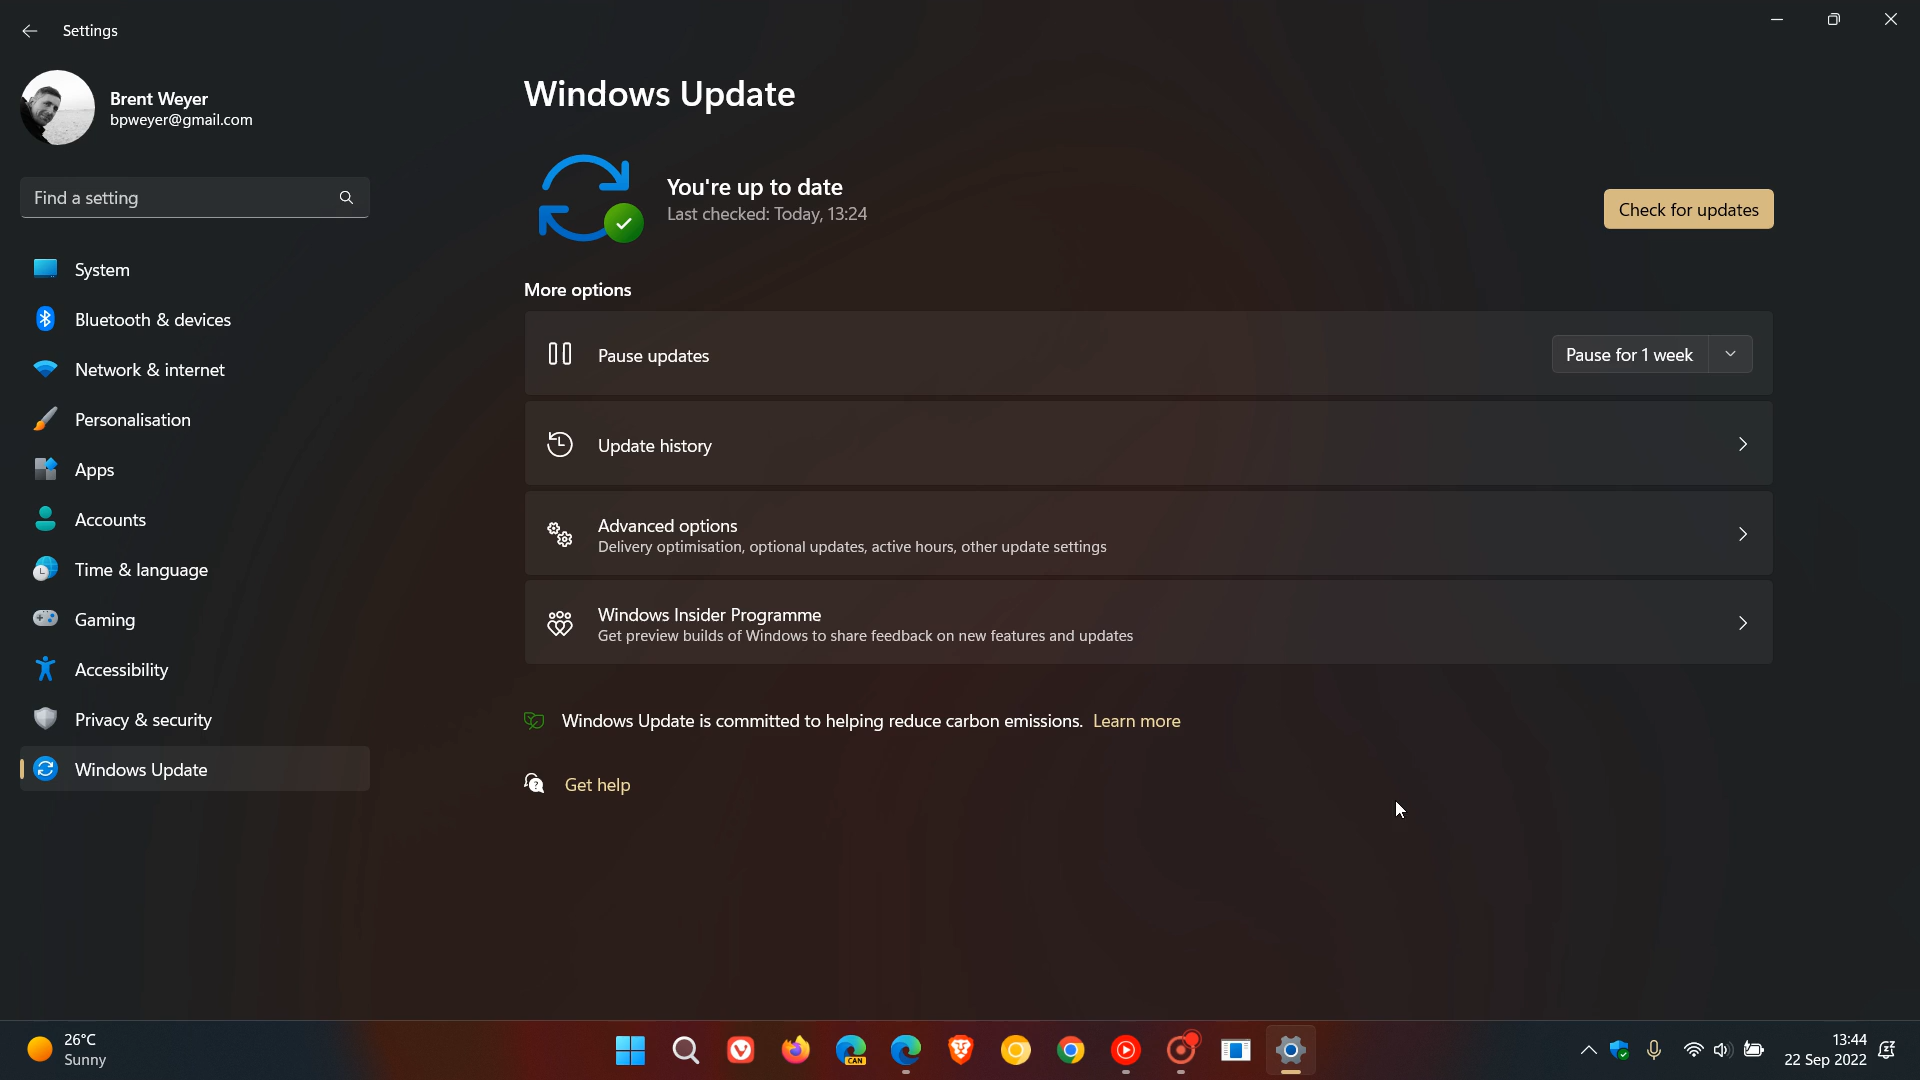 Settings
Brent Weyer
bpweyer@gmail.com
Find a setting
System
Bluetooth & devices
Network & internet
Personalisation
Apps
Accounts
Time & language
Gaming
Accessibility
Privacy & security
Windows Update
Windows Update
You're up to date
Last checked: Today, 13:24
Check for updates
More options
Pause updates
Pause for 1 week
Update history
Advanced options
Delivery optimisation, optional updates, active hours, other update settings
Windows Insider Programme
Get preview builds of Windows to share feedback on new features and updates
Windows Update is committed to helping reduce carbon emissions. Learn more
Get help
26°C
Sunny
CAN
13:44
22 Sep 2022